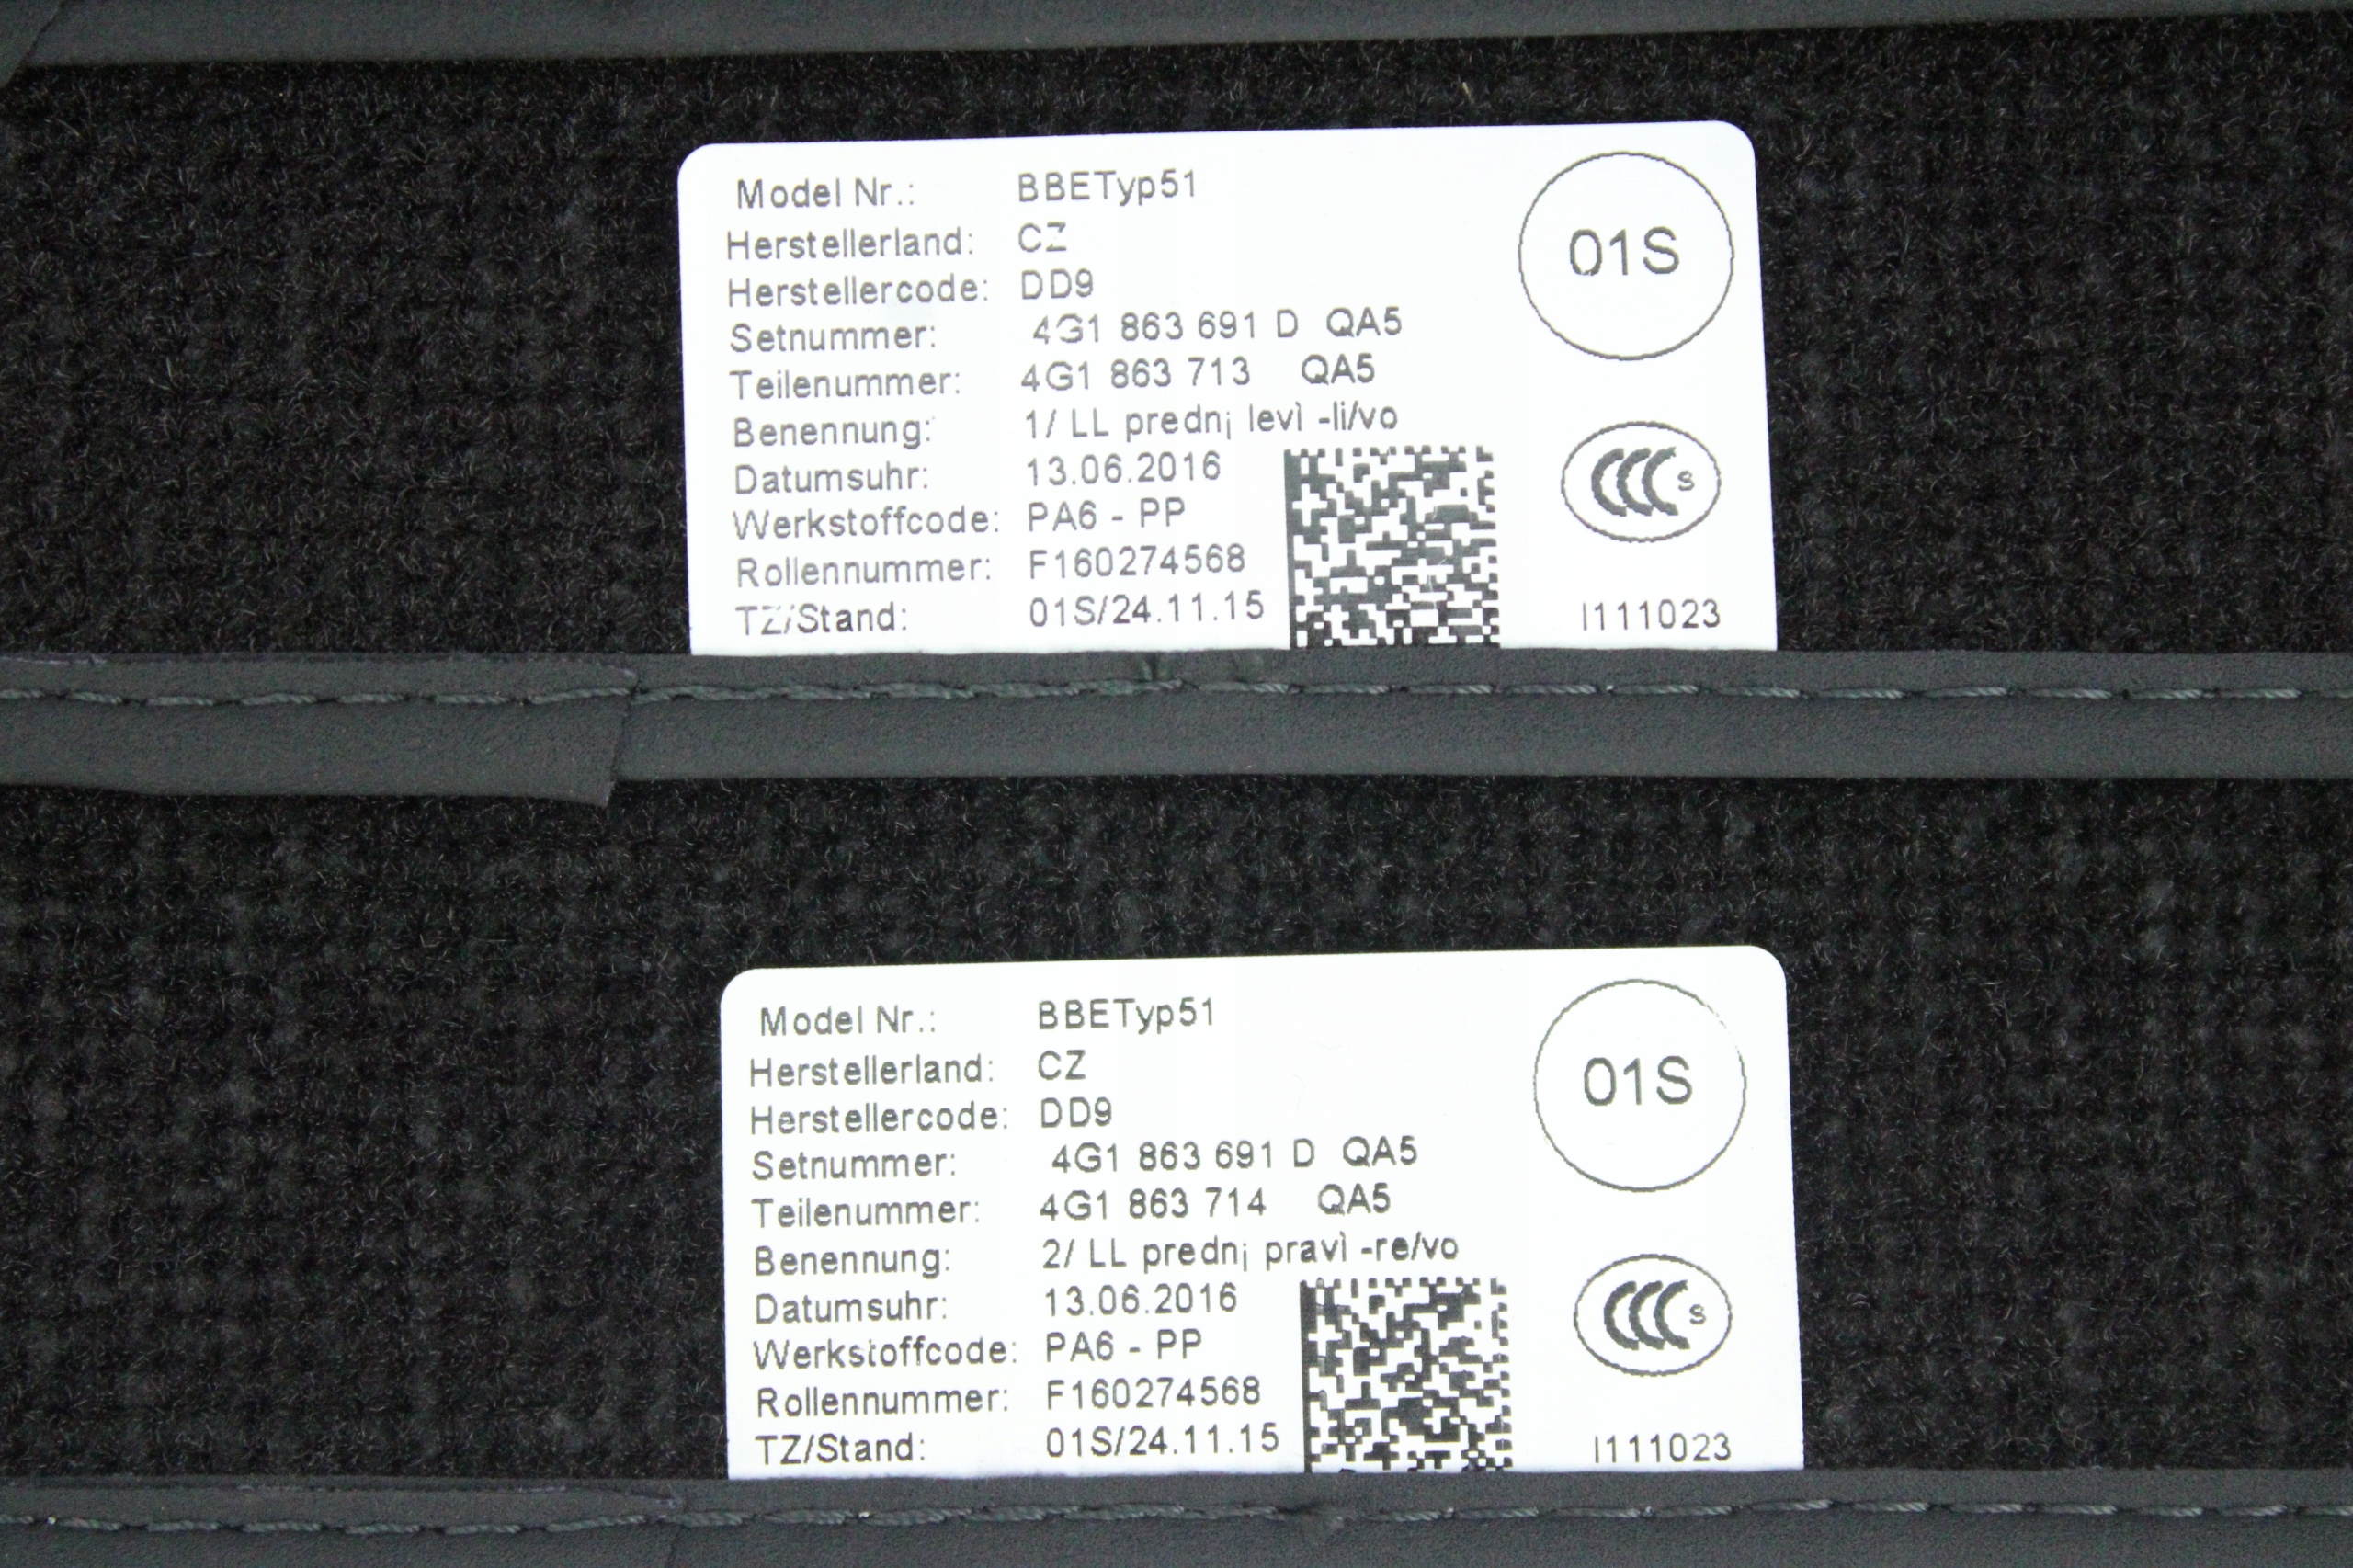 Model Nr.: BBETyp51
Herstellerland: CZ
Herstellercode: DD9
Setnummer: 4G1 863 691 D QA5
Teilenummer: 4G1 863 713 QA5
Benennung: 1/ LL predn¡ levì -li/vo
Datumsuhr: 13.06.2016
Werkstoffcode: PA6 - PP
Rollennummer: F160274568
TZ/Stand: 01S/24.11.15
01S
CCC S
I111023
Model Nr.: BBETyp51
Herstellerland: CZ
Herstellercode: DD9
Setnummer: 4G1 863 691 D QA5
Teilenummer: 4G1 863 714 QA5
Benennung: 2/ LL predn¡ pravì -re/vo
Datumsuhr: 13.06.2016
Werkstoffcode: PA6 - PP
Rollennummer: F160274568
TZ/Stand: 01S/24.11.15
01S
CCC S
I111023